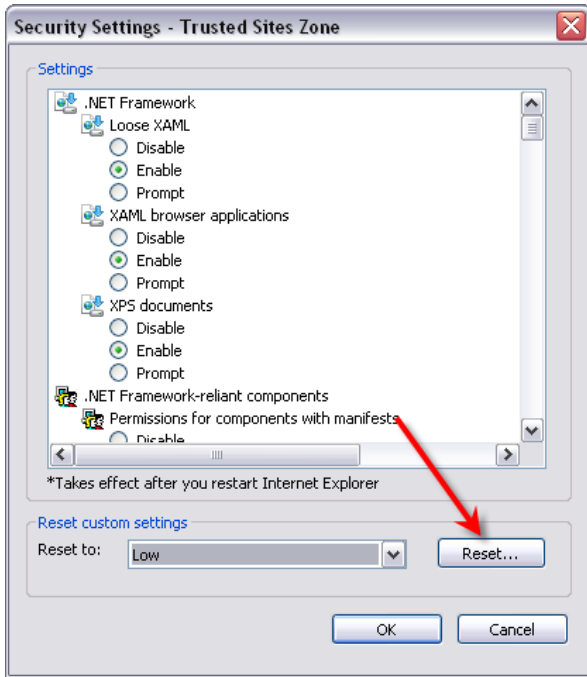 Security Settings - Trusted Sites Zone
Settings
.NET Framework
Loose XAML
Disable
Enable
Prompt
XAML browser applications
Disable
Enable
Prompt
XPS documents
Disable
Enable
Prompt
.NET Framework-reliant components
Permissions for components with manifests
Disable
*Takes effect after you restart Internet Explorer
Reset custom settings
Reset to: Low Reset...
OK Cancel